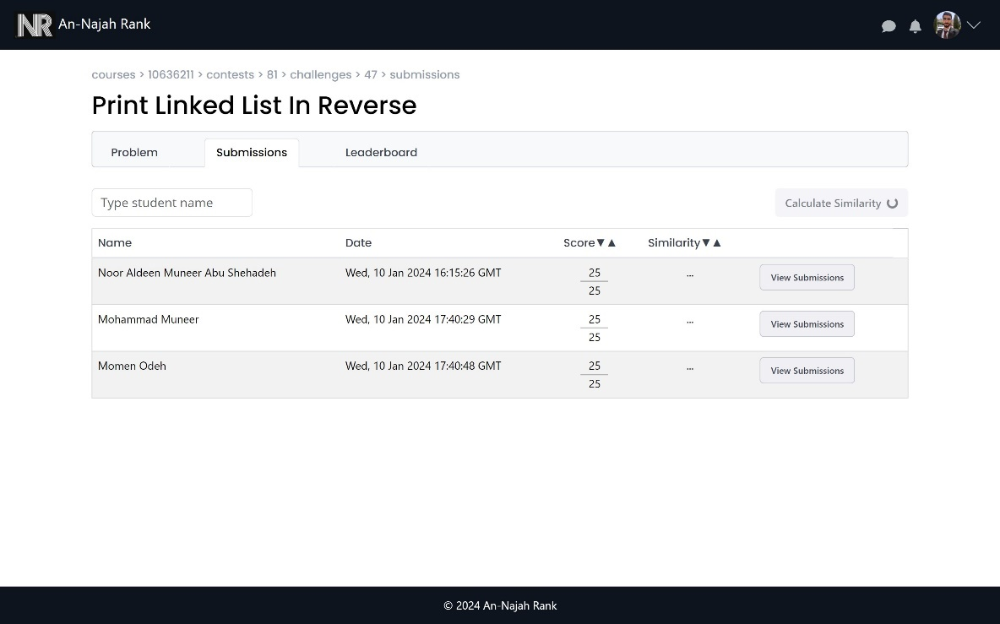 NR An-Najah Rank
courses > 10636211 > contests > 81 > challenges > 47 > submissions
Print Linked List In Reverse
Problem Submissions Leaderboard
Type student name Calculate Similarity
Name Date Score▼▲ Similarity▼▲
Noor Aldeen Muneer Abu Shehadeh Wed, 10 Jan 2024 16:15:26 GMT 25 ... View Submissions
25
Mohammad Muneer Wed, 10 Jan 2024 17:40:29 GMT 25 ... View Submissions
25
Momen Odeh Wed, 10 Jan 2024 17:40:48 GMT 25 ... View Submissions
25
© 2024 An-Najah Rank